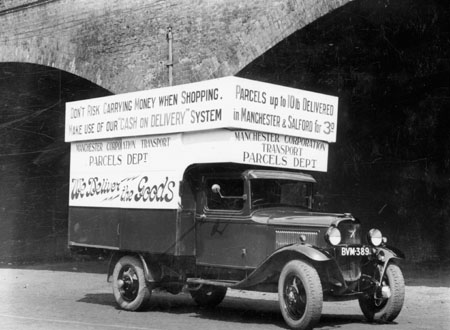 DON'T RISK CARRYING MONEY WHEN SHOPPING.
MAKE USE OF OUR "CASH ON DELIVERY" SYSTEM
PARCELS up to 10lb DELIVERED
in MANCHESTER & SALFORD for 3d
MANCHESTER CORPORATION TRANSPORT
PARCELS DEPT
We Deliver the Goods
MANCHESTER CORPORATION
TRANSPORT
PARCELS DEPT
BVM·389